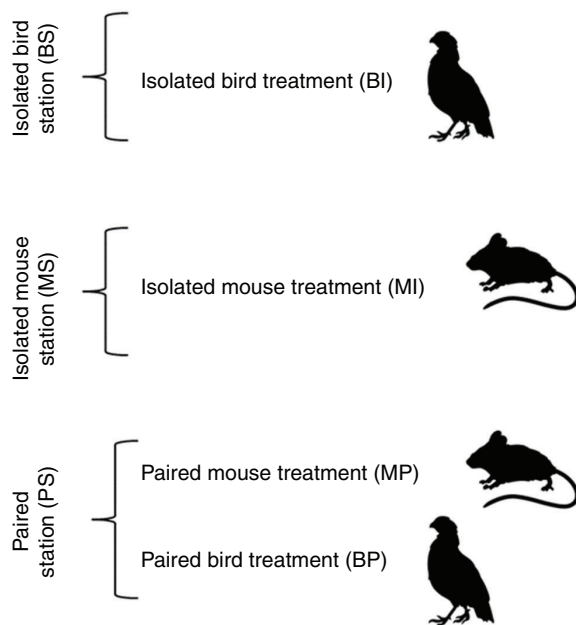 Isolated bird
station (BS)
Isolated bird treatment (BI)
Isolated mouse
station (MS)
Isolated mouse treatment (MI)
Paired
station (PS)
Paired mouse treatment (MP)
Paired bird treatment (BP)